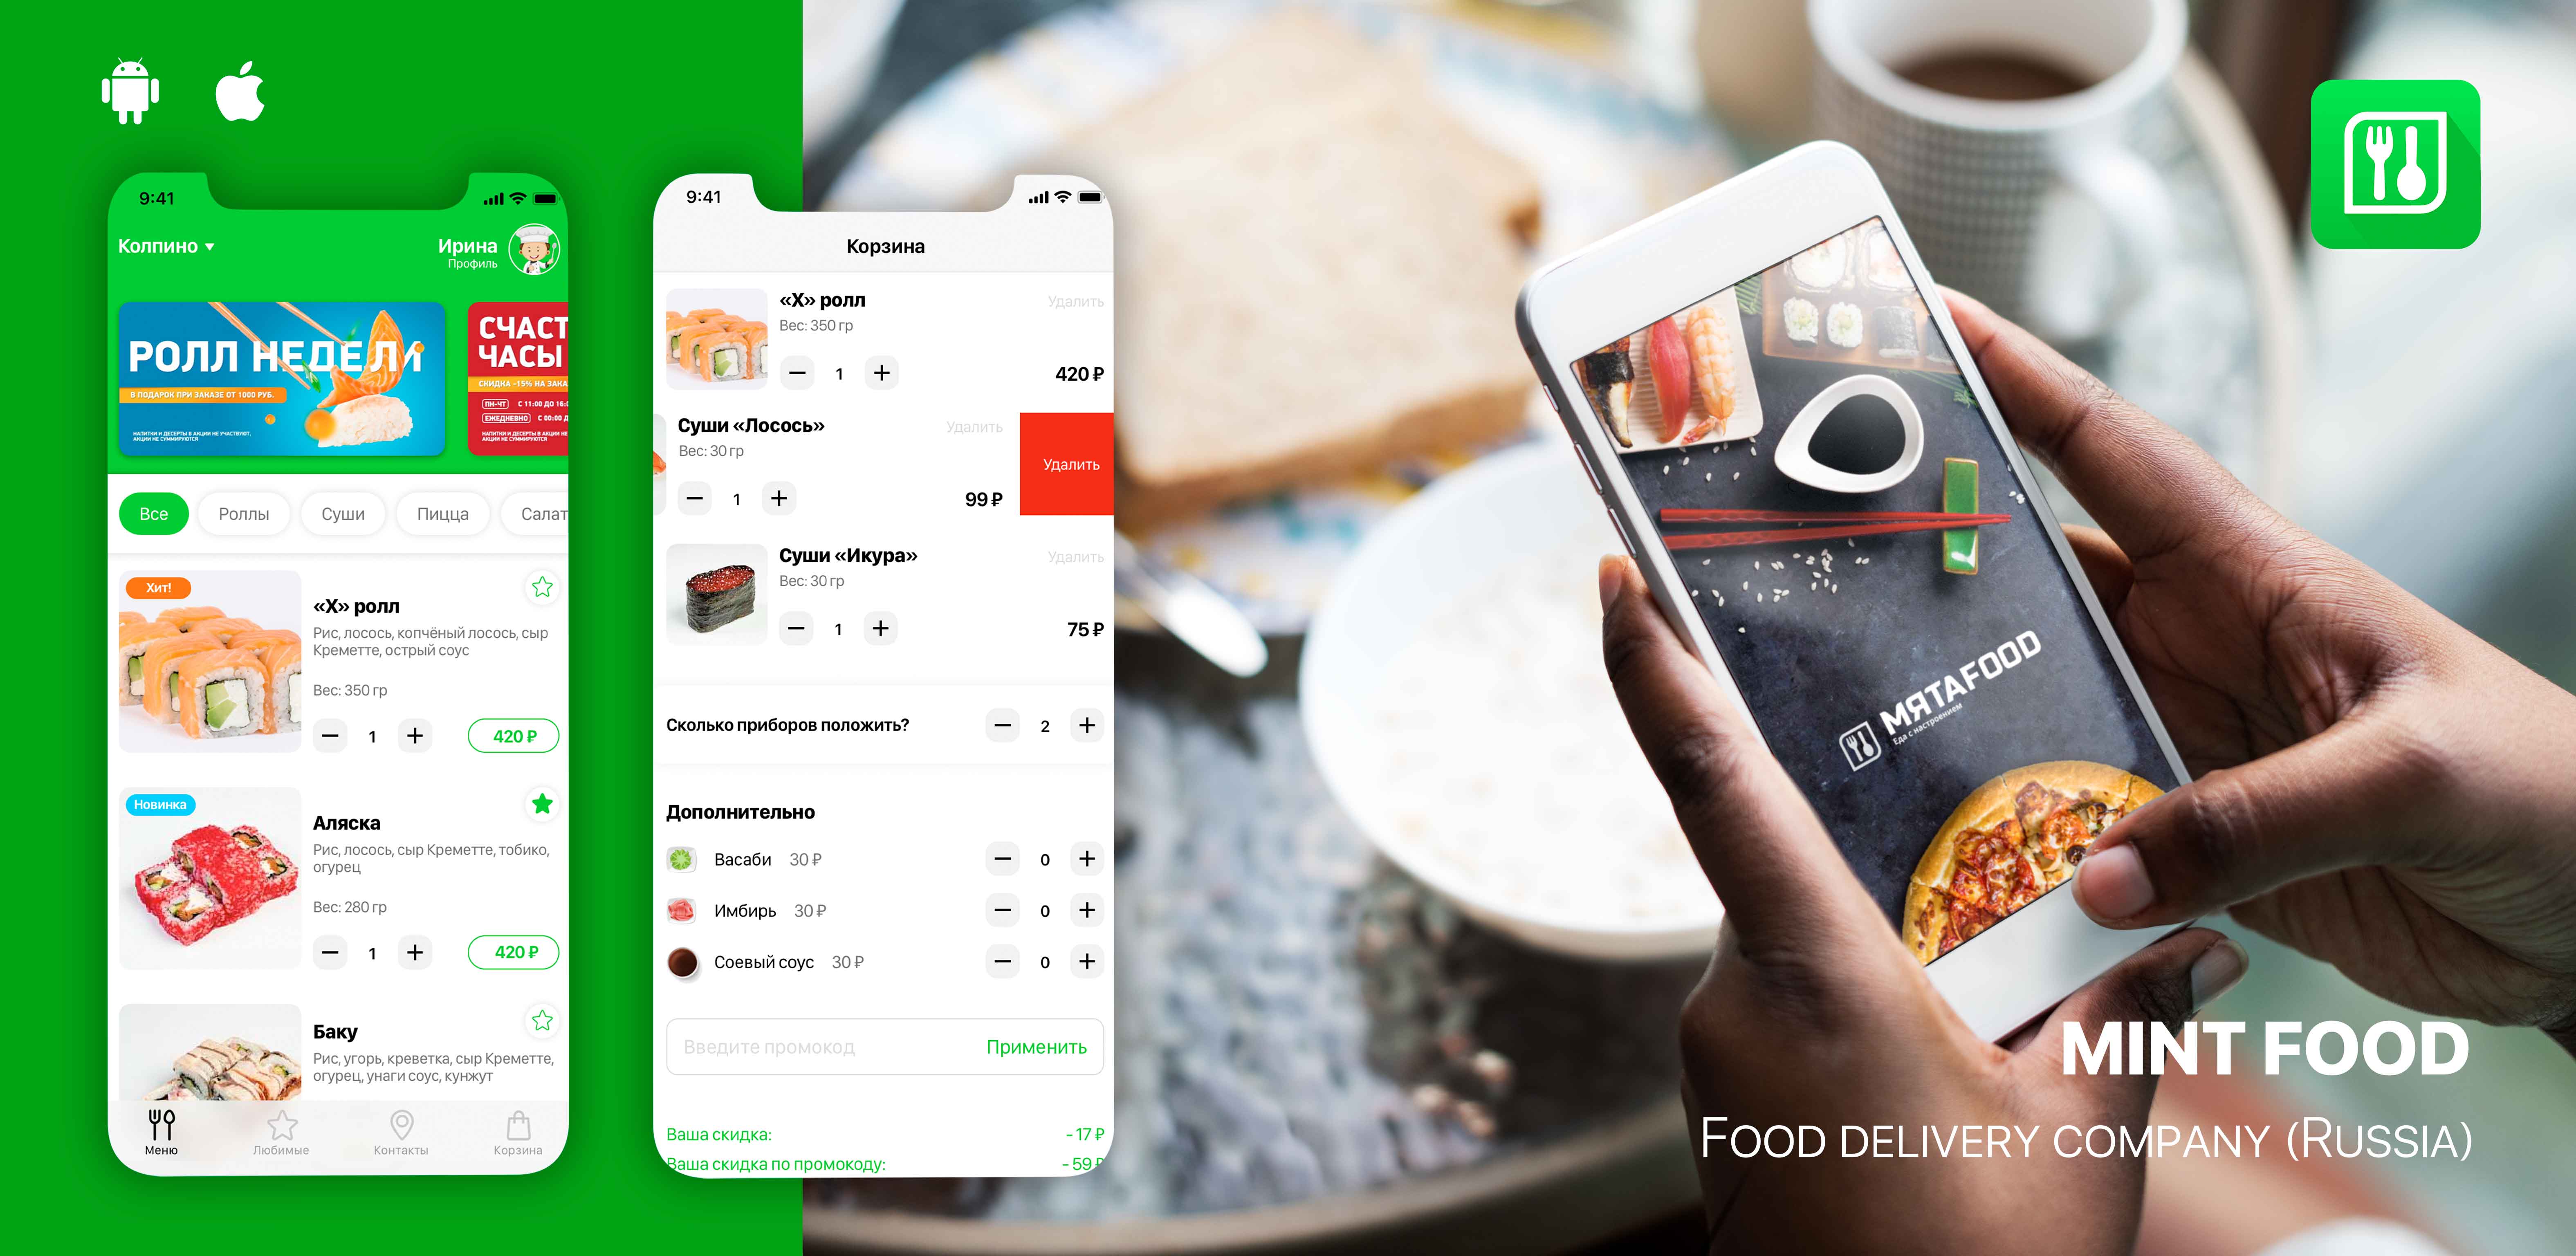 9:41
Колпино
Ирина
Профиль
РОЛЛ НЕДЕЛИ
В ПОДАРОК ПРИ ЗАКАЗЕ ОТ 1000 РУБ.
НАПИТКИ И ДЕСЕРТЫ В АКЦИИ НЕ УЧАСТВУЮТ,
АКЦИИ НЕ СУММИРУЮТСЯ
СЧАСТ
ЧАСЫ
СКИДКА -15% НА ЗАКА
ПН-ЧТ С 11:00 ДО 16:0
ЕЖЕДНЕВНО С 00:00 Д
НАПИТКИ И ДЕСЕРТЫ В АКЦИИ НЕ
АКЦИИ НЕ СУММИРУЮТСЯ
Все Роллы Суши Пицца Салат
Хит!
«Х» ролл
Рис, лосось, копчёный лосось, сыр
Креметте, острый соус
Вес: 350 гр
1 420 ₽
Новинка
Аляска
Рис, лосось, сыр Креметте, тобико,
огурец
Вес: 280 гр
1 420 ₽
Баку
Рис, угорь, креветка, сыр Креметте,
огурец, унаги соус, кунжут
Меню Любимые Контакты Корзина
9:41
Корзина
«Х» ролл Удалить
Вес: 350 гр
1 420 ₽
Суши «Лосось» Удалить
Вес: 30 гр
Удалить
1 99 ₽
Суши «Икура» Удалить
Вес: 30 гр
1 75 ₽
Сколько приборов положить? 2
Дополнительно
Васаби 30 ₽ 0
Имбирь 30 ₽ 0
Соевый соус 30 ₽ 0
Введите промокод Применить
Ваша скидка: - 17 ₽
Ваша скидка по промокоду: - 59 ₽
МЯТАFOOD
Еда с настроением
MINT FOOD
Food delivery company (Russia)